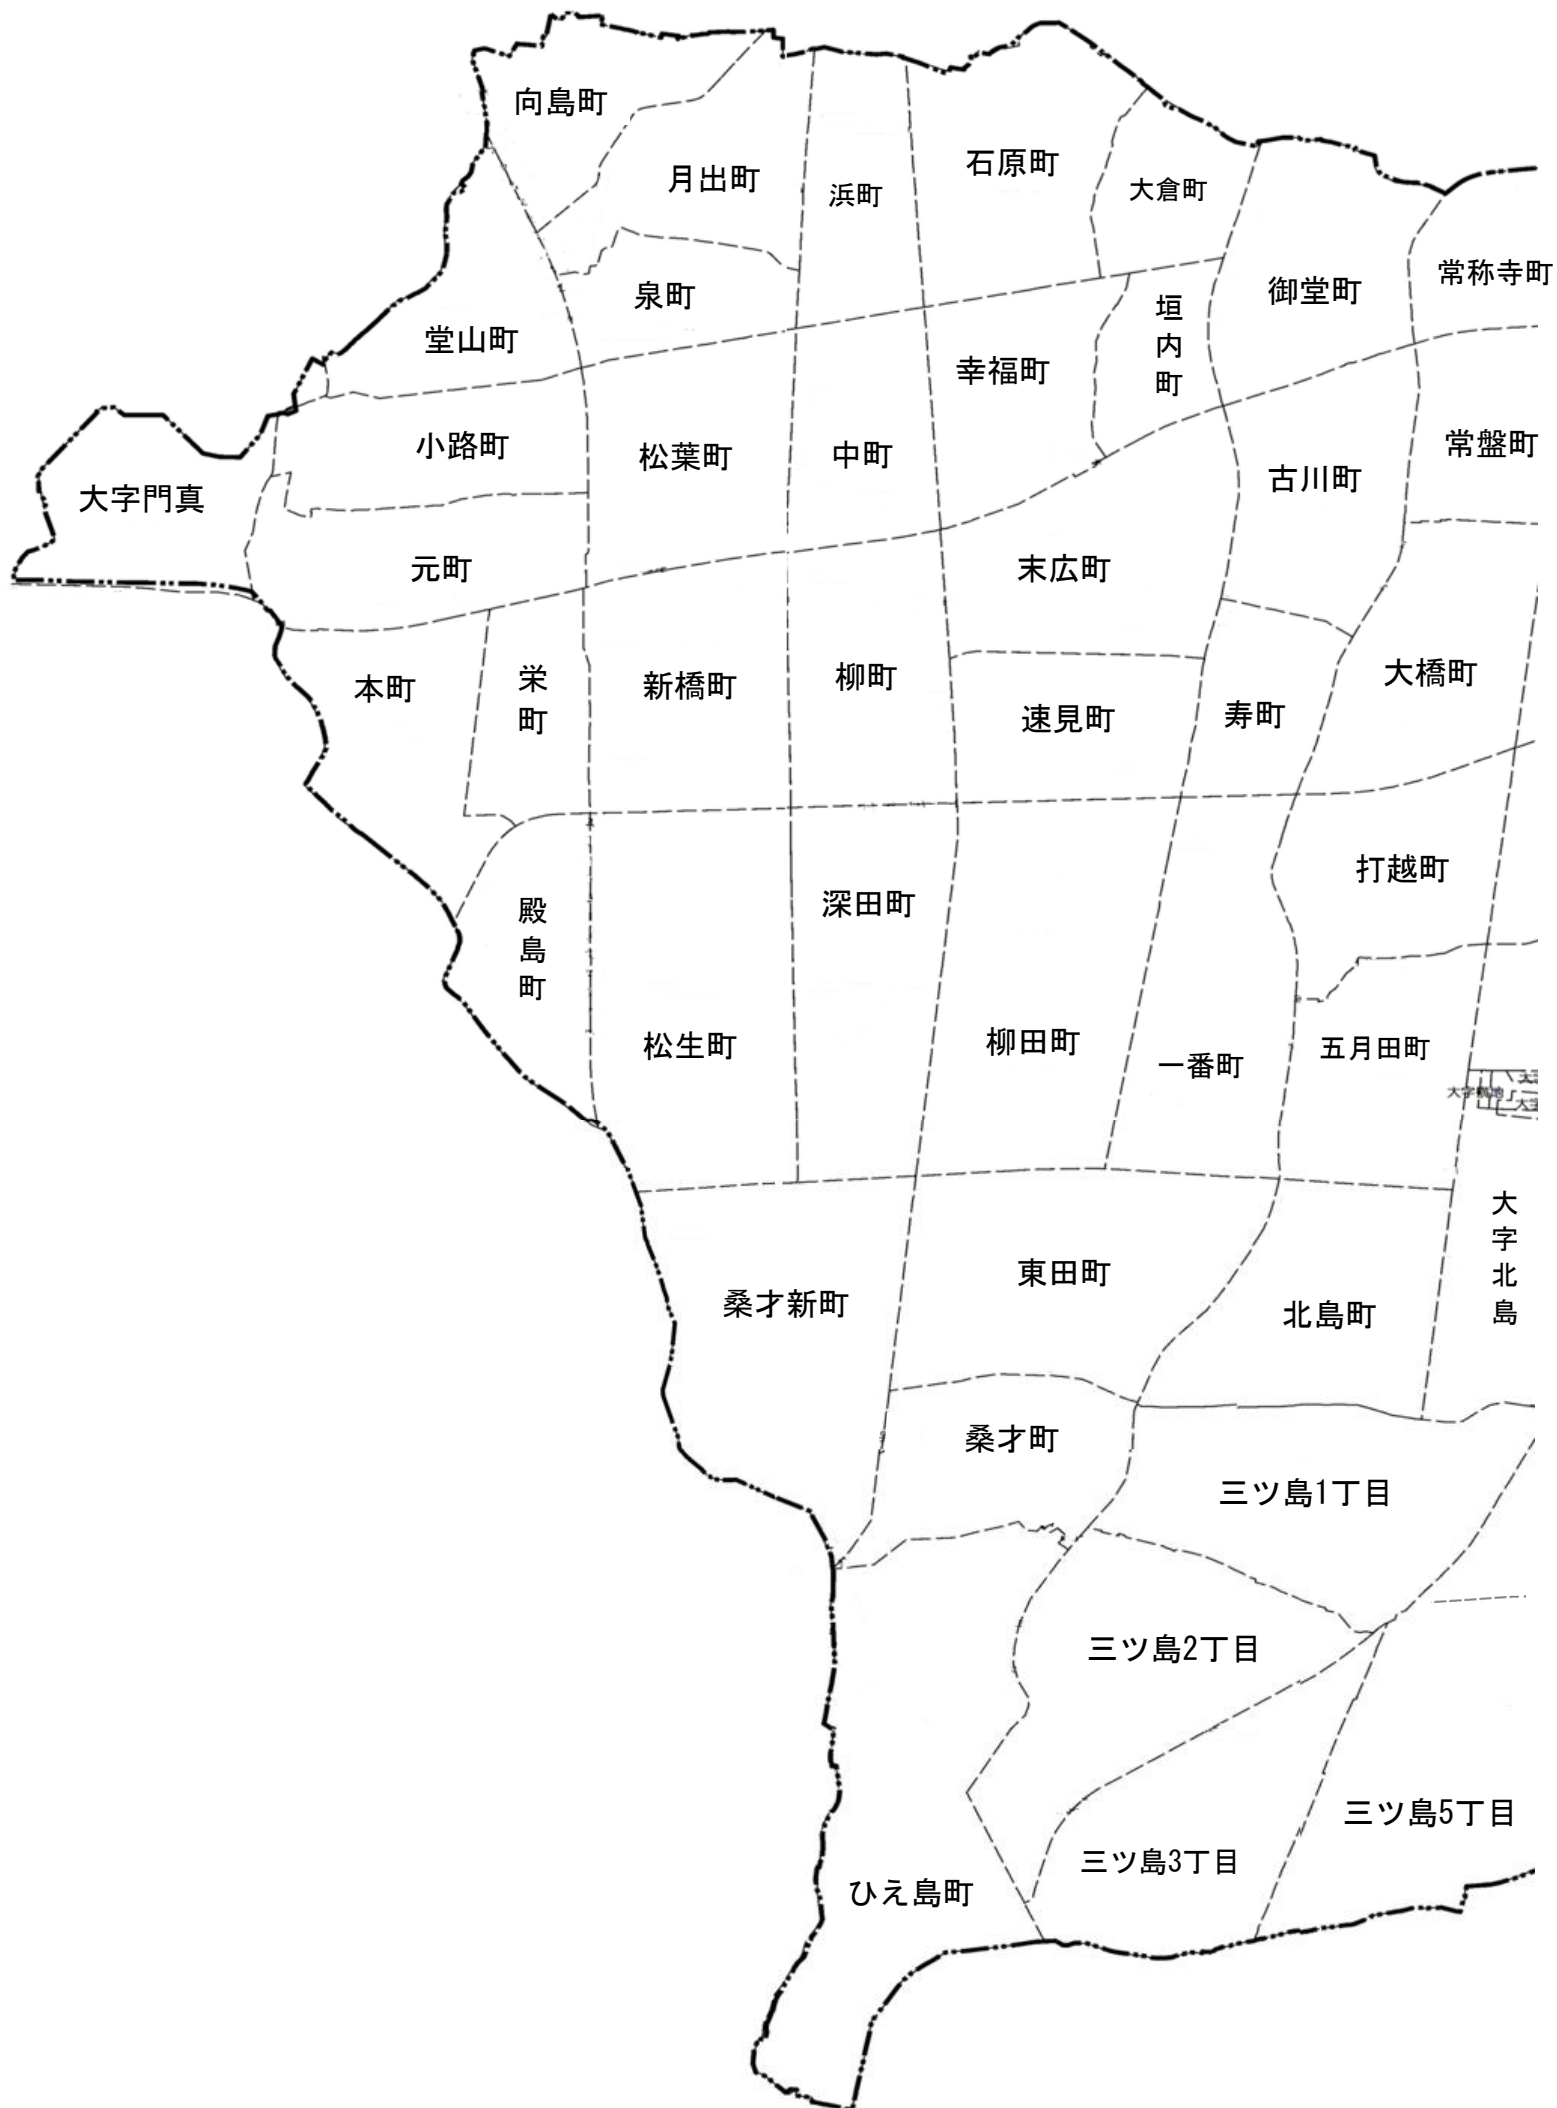 向島町
月出町
浜町
石原町
大倉町
常称寺町
御堂町
泉町
垣内町
堂山町
幸福町
小路町
松葉町
中町
古川町
常盤町
大字門真
元町
末広町
本町
栄町
新橋町
柳町
速見町
寿町
大橋町
打越町
深田町
殿島町
松生町
柳田町
一番町
五月田町
大字北島
桑才新町
東田町
北島町
桑才町
三ツ島1丁目
三ツ島2丁目
三ツ島5丁目
三ツ島3丁目
ひえ島町